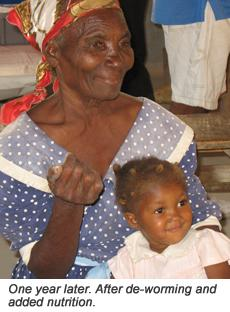 One year later. After de-worming and
added nutrition.